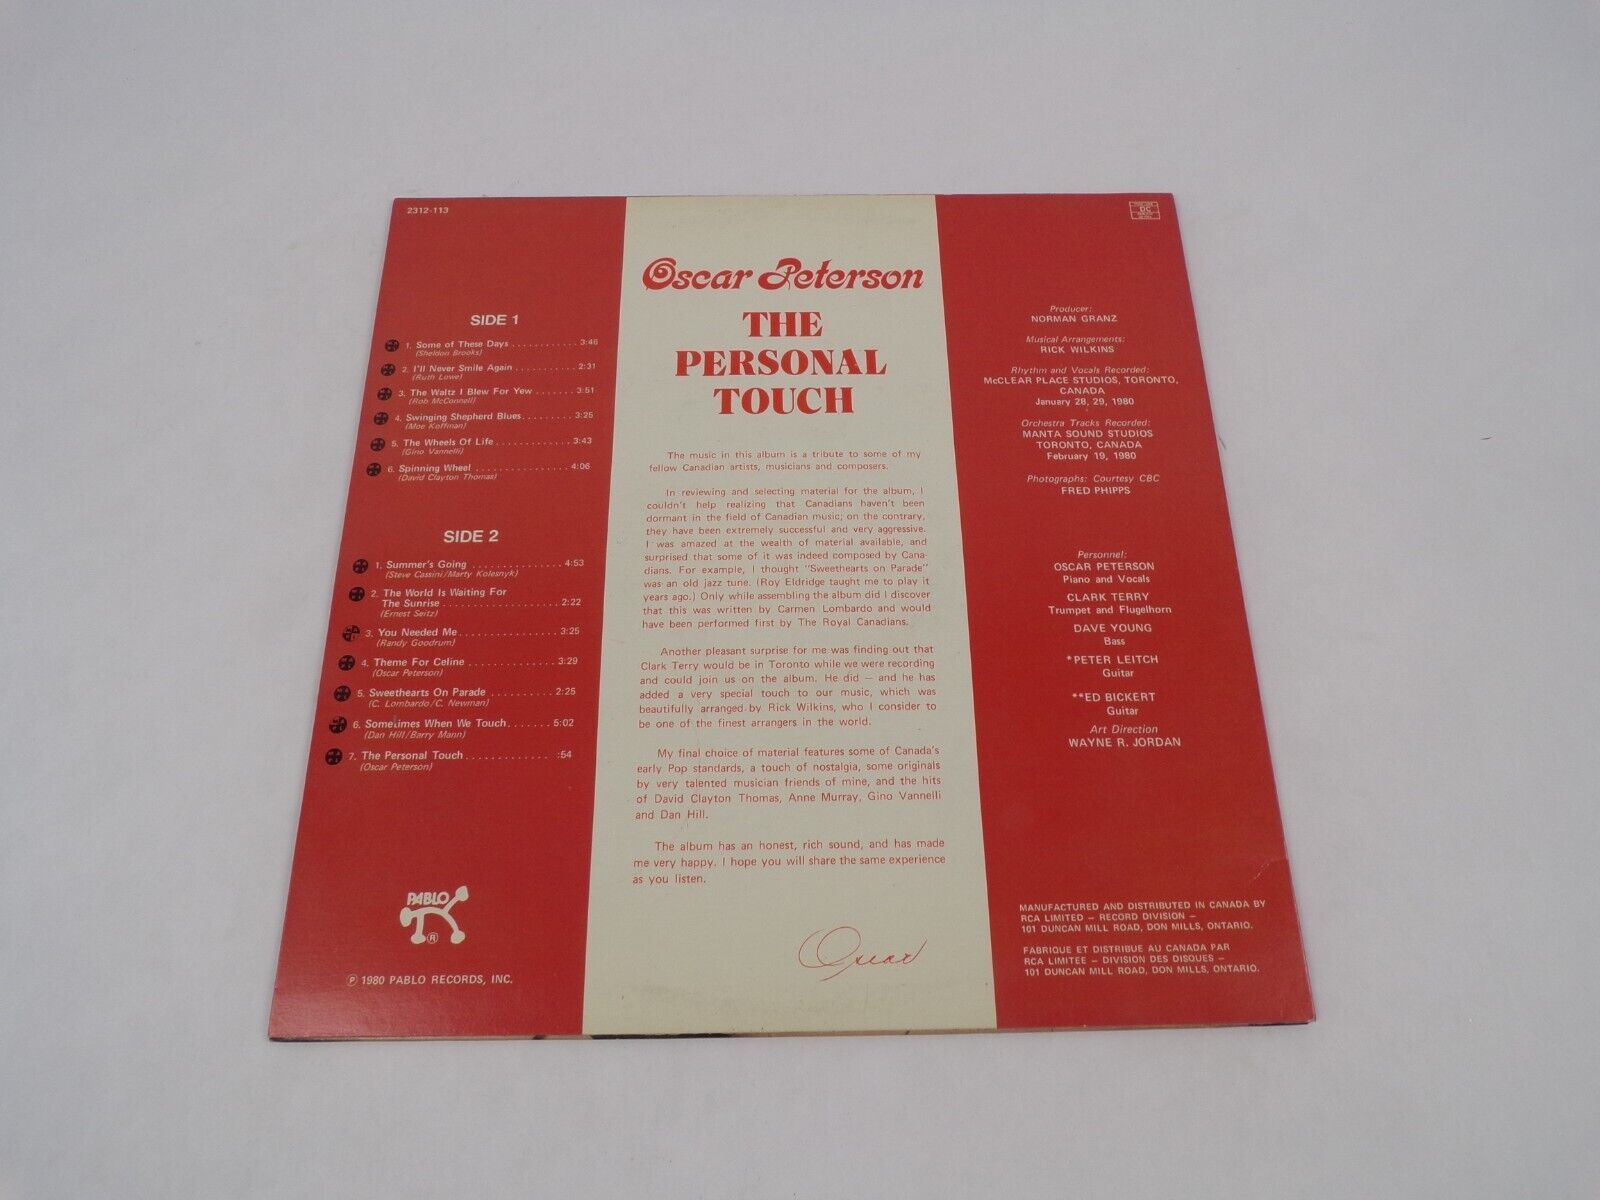 2312-113
SIDE 1
1. Some of These Days . . . . . . . . . . . . 3:46
(Sheldon Brooks)
2. I'll Never Smile Again . . . . . . . . . . . 2:31
(Ruth Lowe)
3. The Waltz I Blew For Yew . . . . . . . 3:51
(Rob McConnell)
4. Swinging Shepherd Blues . . . . . . . . . 3:25
(Moe Koffman)
5. The Wheels Of Life . . . . . . . . . . . . . 3:43
(Gino Vannelli)
6. Spinning Wheel . . . . . . . . . . . . . . . . 4:06
(David Clayton Thomas)
SIDE 2
1. Summer's Going . . . . . . . . . . . . . . . 4:53
(Steve Cassini/Marty Kolesnyk)
2. The World Is Waiting For
The Sunrise . . . . . . . . . . . . . . . . . . . 2:22
(Ernest Seitz)
3. You Needed Me . . . . . . . . . . . . . . . . 3:25
(Randy Goodrum)
4. Theme For Celine . . . . . . . . . . . . . . 3:29
(Oscar Peterson)
5. Sweethearts On Parade . . . . . . . . . . 2:25
(C. Lombardo/C. Newman)
6. Sometimes When We Touch . . . . . . . 5:02
(Dan Hill/Barry Mann)
7. The Personal Touch . . . . . . . . . . . . . :54
(Oscar Peterson)
PABLO
®
℗ 1980 PABLO RECORDS, INC.
Oscar Peterson
THE
PERSONAL
TOUCH
The music in this album is a tribute to some of my
fellow Canadian artists, musicians and composers.
In reviewing and selecting material for the album, I
couldn't help realizing that Canadians haven't been
dormant in the field of Canadian music; on the contrary,
they have been extremely successful and very aggressive.
I was amazed at the wealth of material available, and
surprised that some of it was indeed composed by Cana-
dians. For example, I thought "Sweethearts on Parade"
was an old jazz tune. (Roy Eldridge taught me to play it
years ago.) Only while assembling the album did I discover
that this was written by Carmen Lombardo and would
have been performed first by The Royal Canadians.
Another pleasant surprise for me was finding out that
Clark Terry would be in Toronto while we were recording
and could join us on the album. He did — and he has
added a very special touch to our music, which was
beautifully arranged by Rick Wilkins, who I consider to
be one of the finest arrangers in the world.
My final choice of material features some of Canada's
early Pop standards, a touch of nostalgia, some originals
by very talented musician friends of mine, and the hits
of David Clayton Thomas, Anne Murray, Gino Vannelli
and Dan Hill.
The album has an honest, rich sound, and has made
me very happy. I hope you will share the same experience
as you listen.
Oscar
DC
Producer:
NORMAN GRANZ
Musical Arrangements:
RICK WILKINS
Rhythm and Vocals Recorded:
McCLEAR PLACE STUDIOS, TORONTO,
CANADA
January 28, 29, 1980
Orchestra Tracks Recorded:
MANTA SOUND STUDIOS
TORONTO, CANADA
February 19, 1980
Photographs: Courtesy CBC
FRED PHIPPS
Personnel:
OSCAR PETERSON
Piano and Vocals
CLARK TERRY
Trumpet and Flugelhorn
DAVE YOUNG
Bass
*PETER LEITCH
Guitar
**ED BICKERT
Guitar
Art Direction
WAYNE R. JORDAN
MANUFACTURED AND DISTRIBUTED IN CANADA BY
RCA LIMITED – RECORD DIVISION –
101 DUNCAN MILL ROAD, DON MILLS, ONTARIO.
FABRIQUE ET DISTRIBUE AU CANADA PAR
RCA LIMITEE – DIVISION DES DISQUES –
101 DUNCAN MILL ROAD, DON MILLS, ONTARIO.